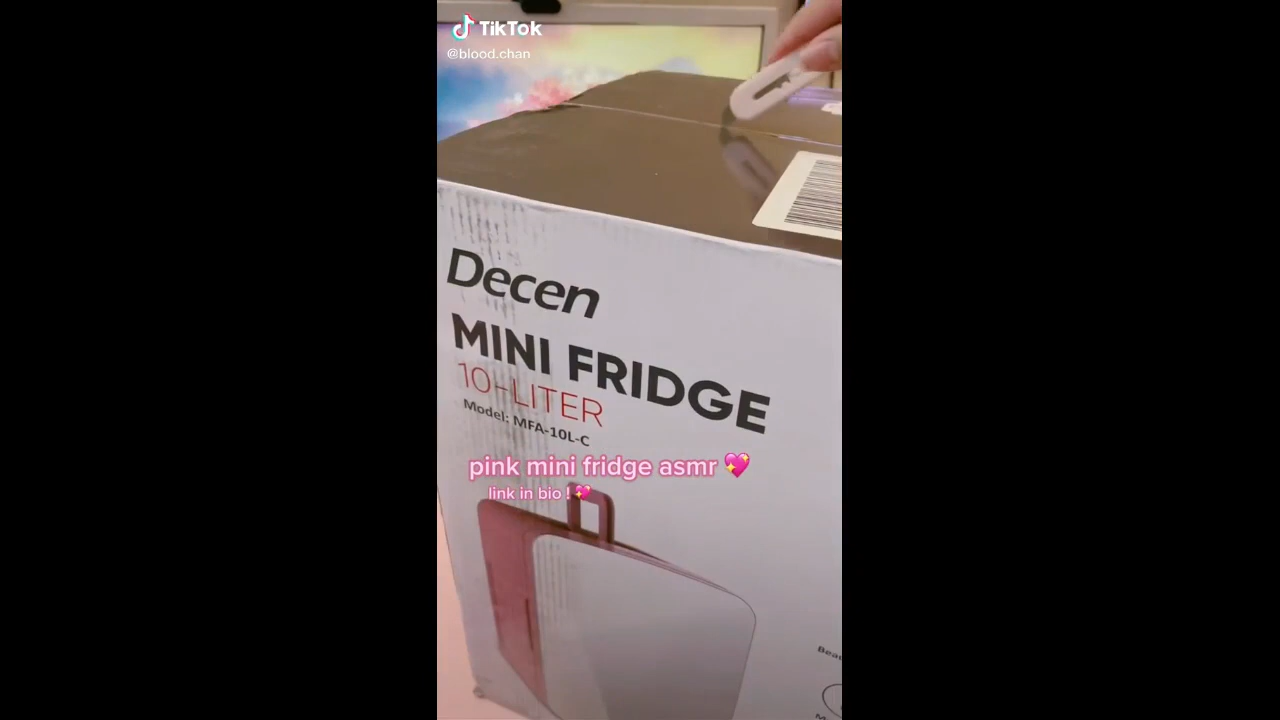 TikTok
@blood.chan
Decen
MINI FRIDGE
10-LITER
Model: MFA-10L-C
pink mini fridge asmr 💖
link in bio ! 💖